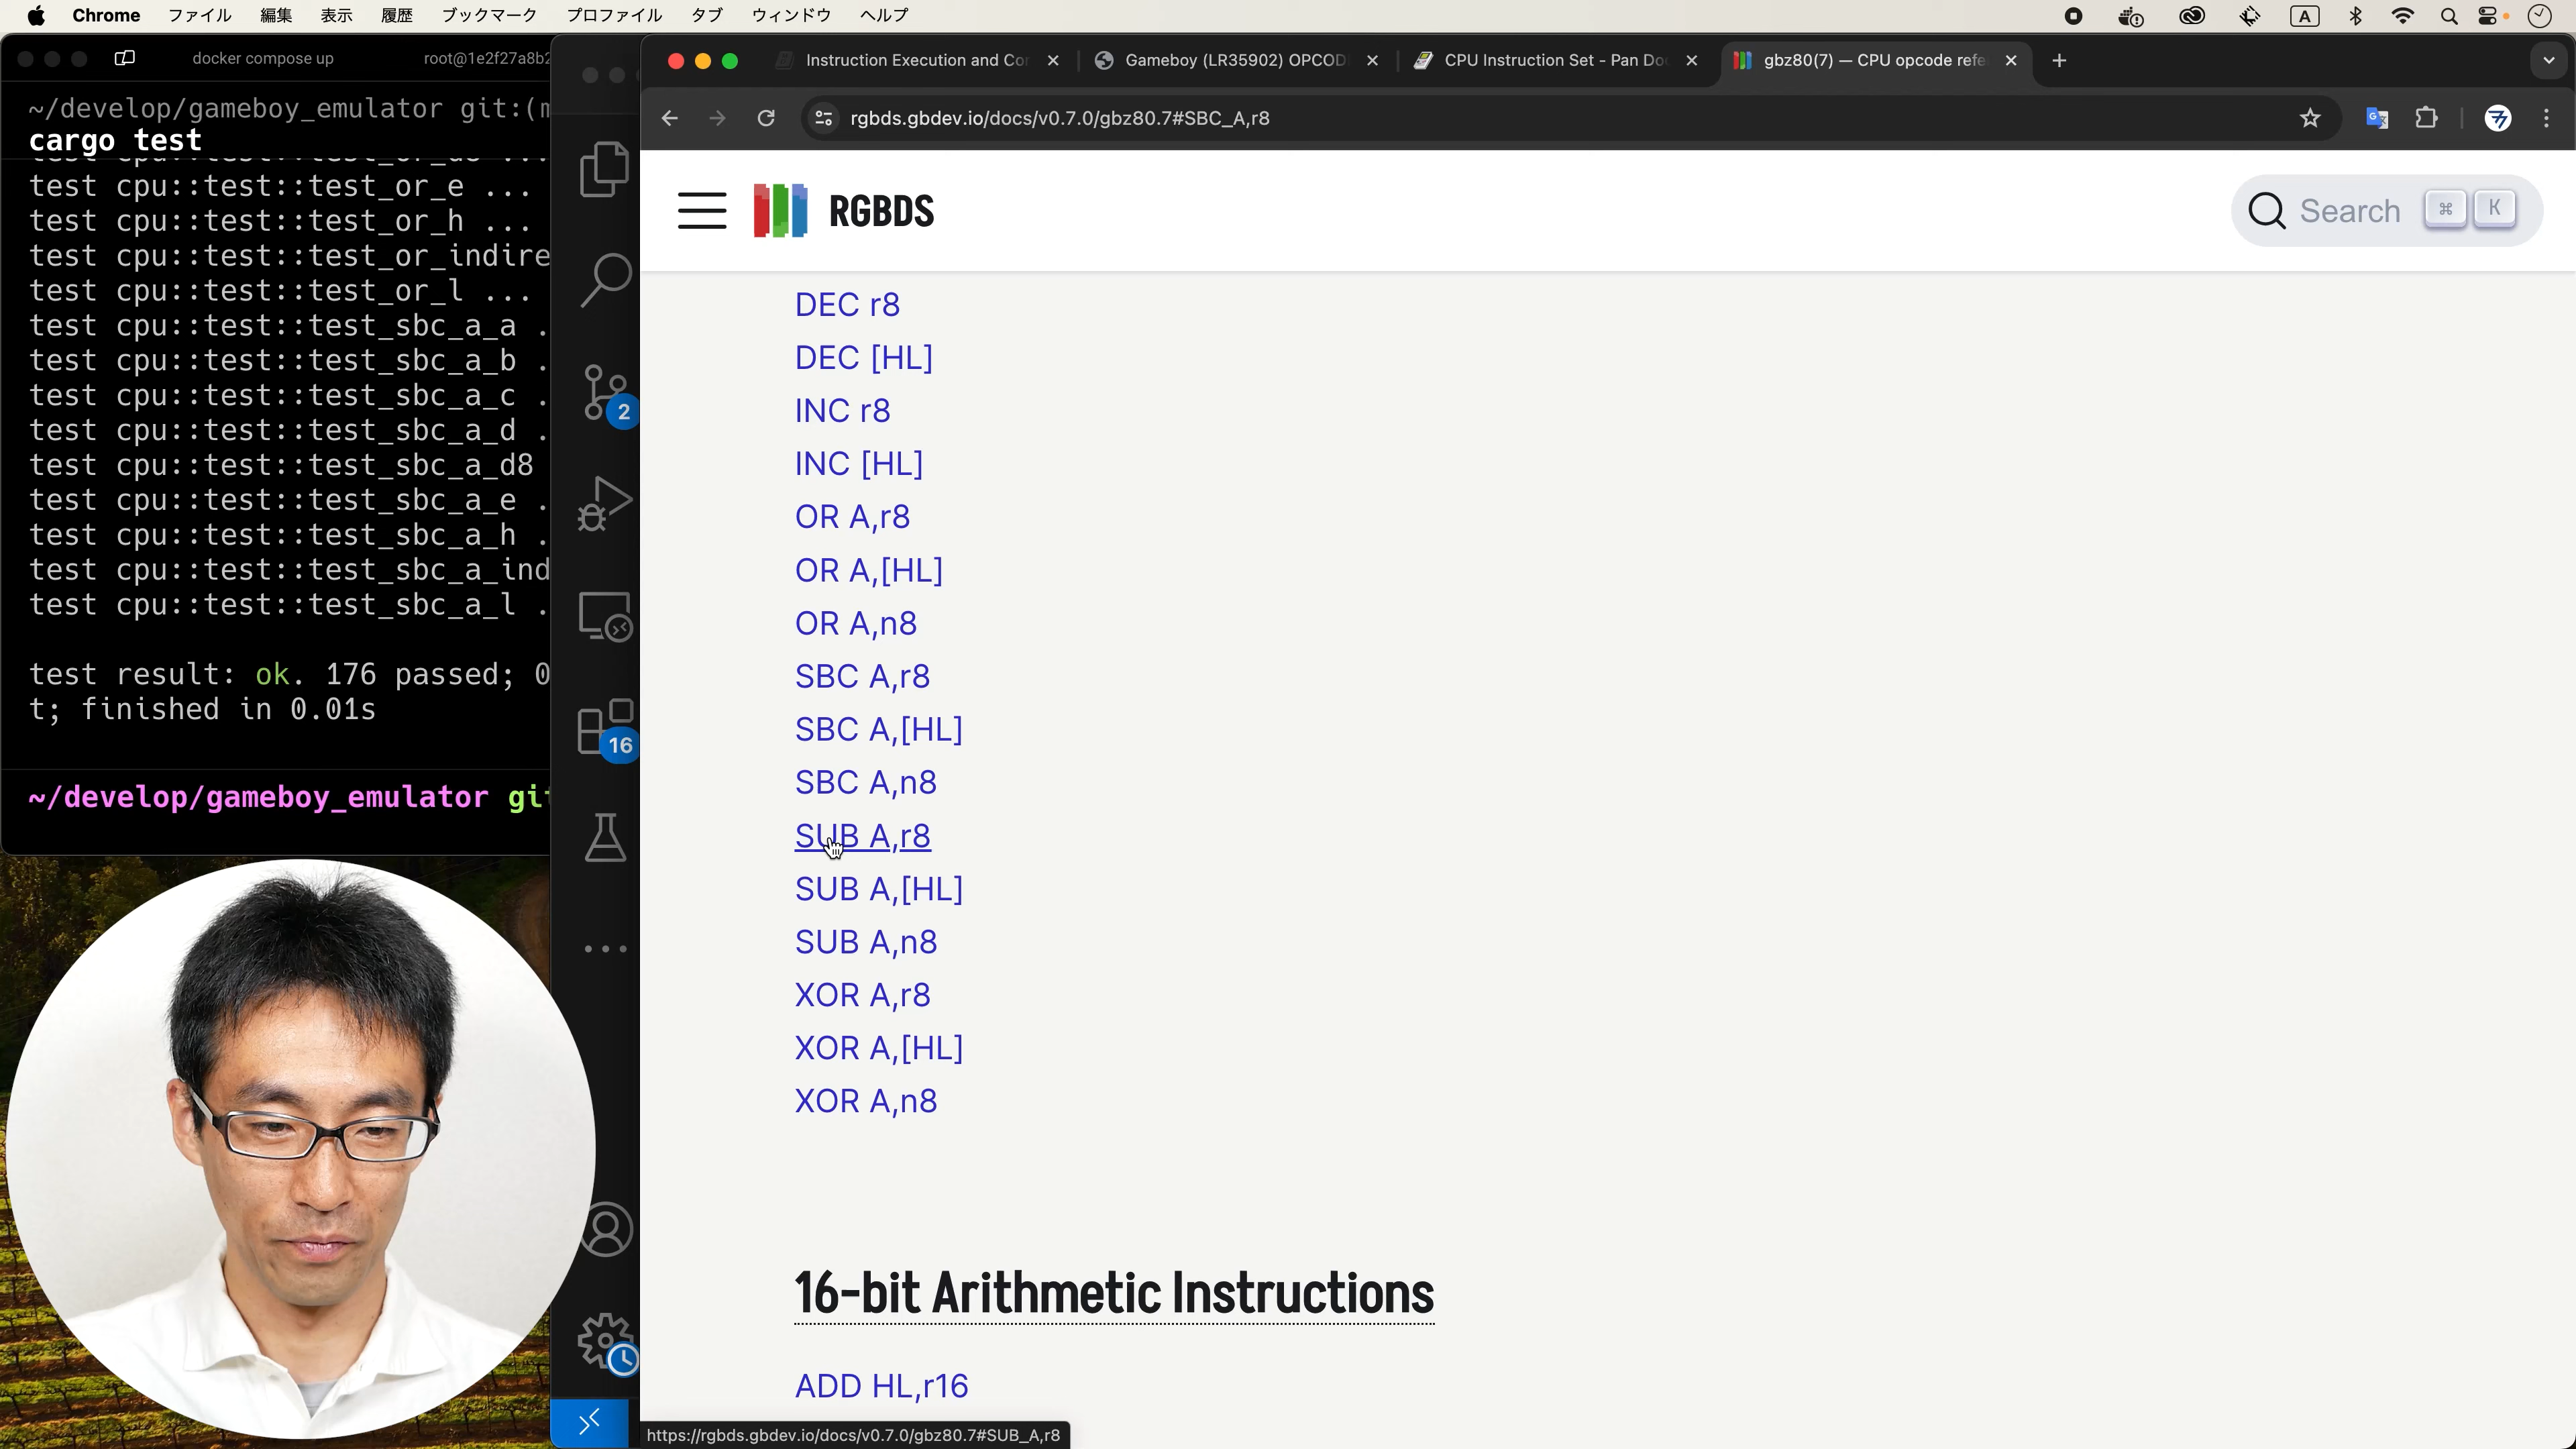 Chrome ファイル 編集 表示 履歴 ブックマーク プロファイル タブ ウィンドウ ヘルプ A
docker compose up root@1e2f27a8b2
~/develop/gameboy_emulator git:(m
cargo test
test cpu::test::test_or_e ...
test cpu::test::test_or_h ...
test cpu::test::test_or_indire
test cpu::test::test_or_l ...
test cpu::test::test_sbc_a_a .
test cpu::test::test_sbc_a_b .
test cpu::test::test_sbc_a_c .
test cpu::test::test_sbc_a_d .
test cpu::test::test_sbc_a_d8
test cpu::test::test_sbc_a_e .
test cpu::test::test_sbc_a_h .
test cpu::test::test_sbc_a_ind
test cpu::test::test_sbc_a_l .
test result: ok. 176 passed; 0
t; finished in 0.01s
~/develop/gameboy_emulator git
2
16
Instruction Execution and Cor
Gameboy (LR35902) OPCOD
CPU Instruction Set - Pan Do
gbz80(7) — CPU opcode refe
rgbds.gbdev.io/docs/v0.7.0/gbz80.7#SBC_A,r8
RGBDS
Search ⌘ K
DEC r8
DEC [HL]
INC r8
INC [HL]
OR A,r8
OR A,[HL]
OR A,n8
SBC A,r8
SBC A,[HL]
SBC A,n8
SUB A,r8
SUB A,[HL]
SUB A,n8
XOR A,r8
XOR A,[HL]
XOR A,n8
16-bit Arithmetic Instructions
ADD HL,r16
https://rgbds.gbdev.io/docs/v0.7.0/gbz80.7#SUB_A,r8